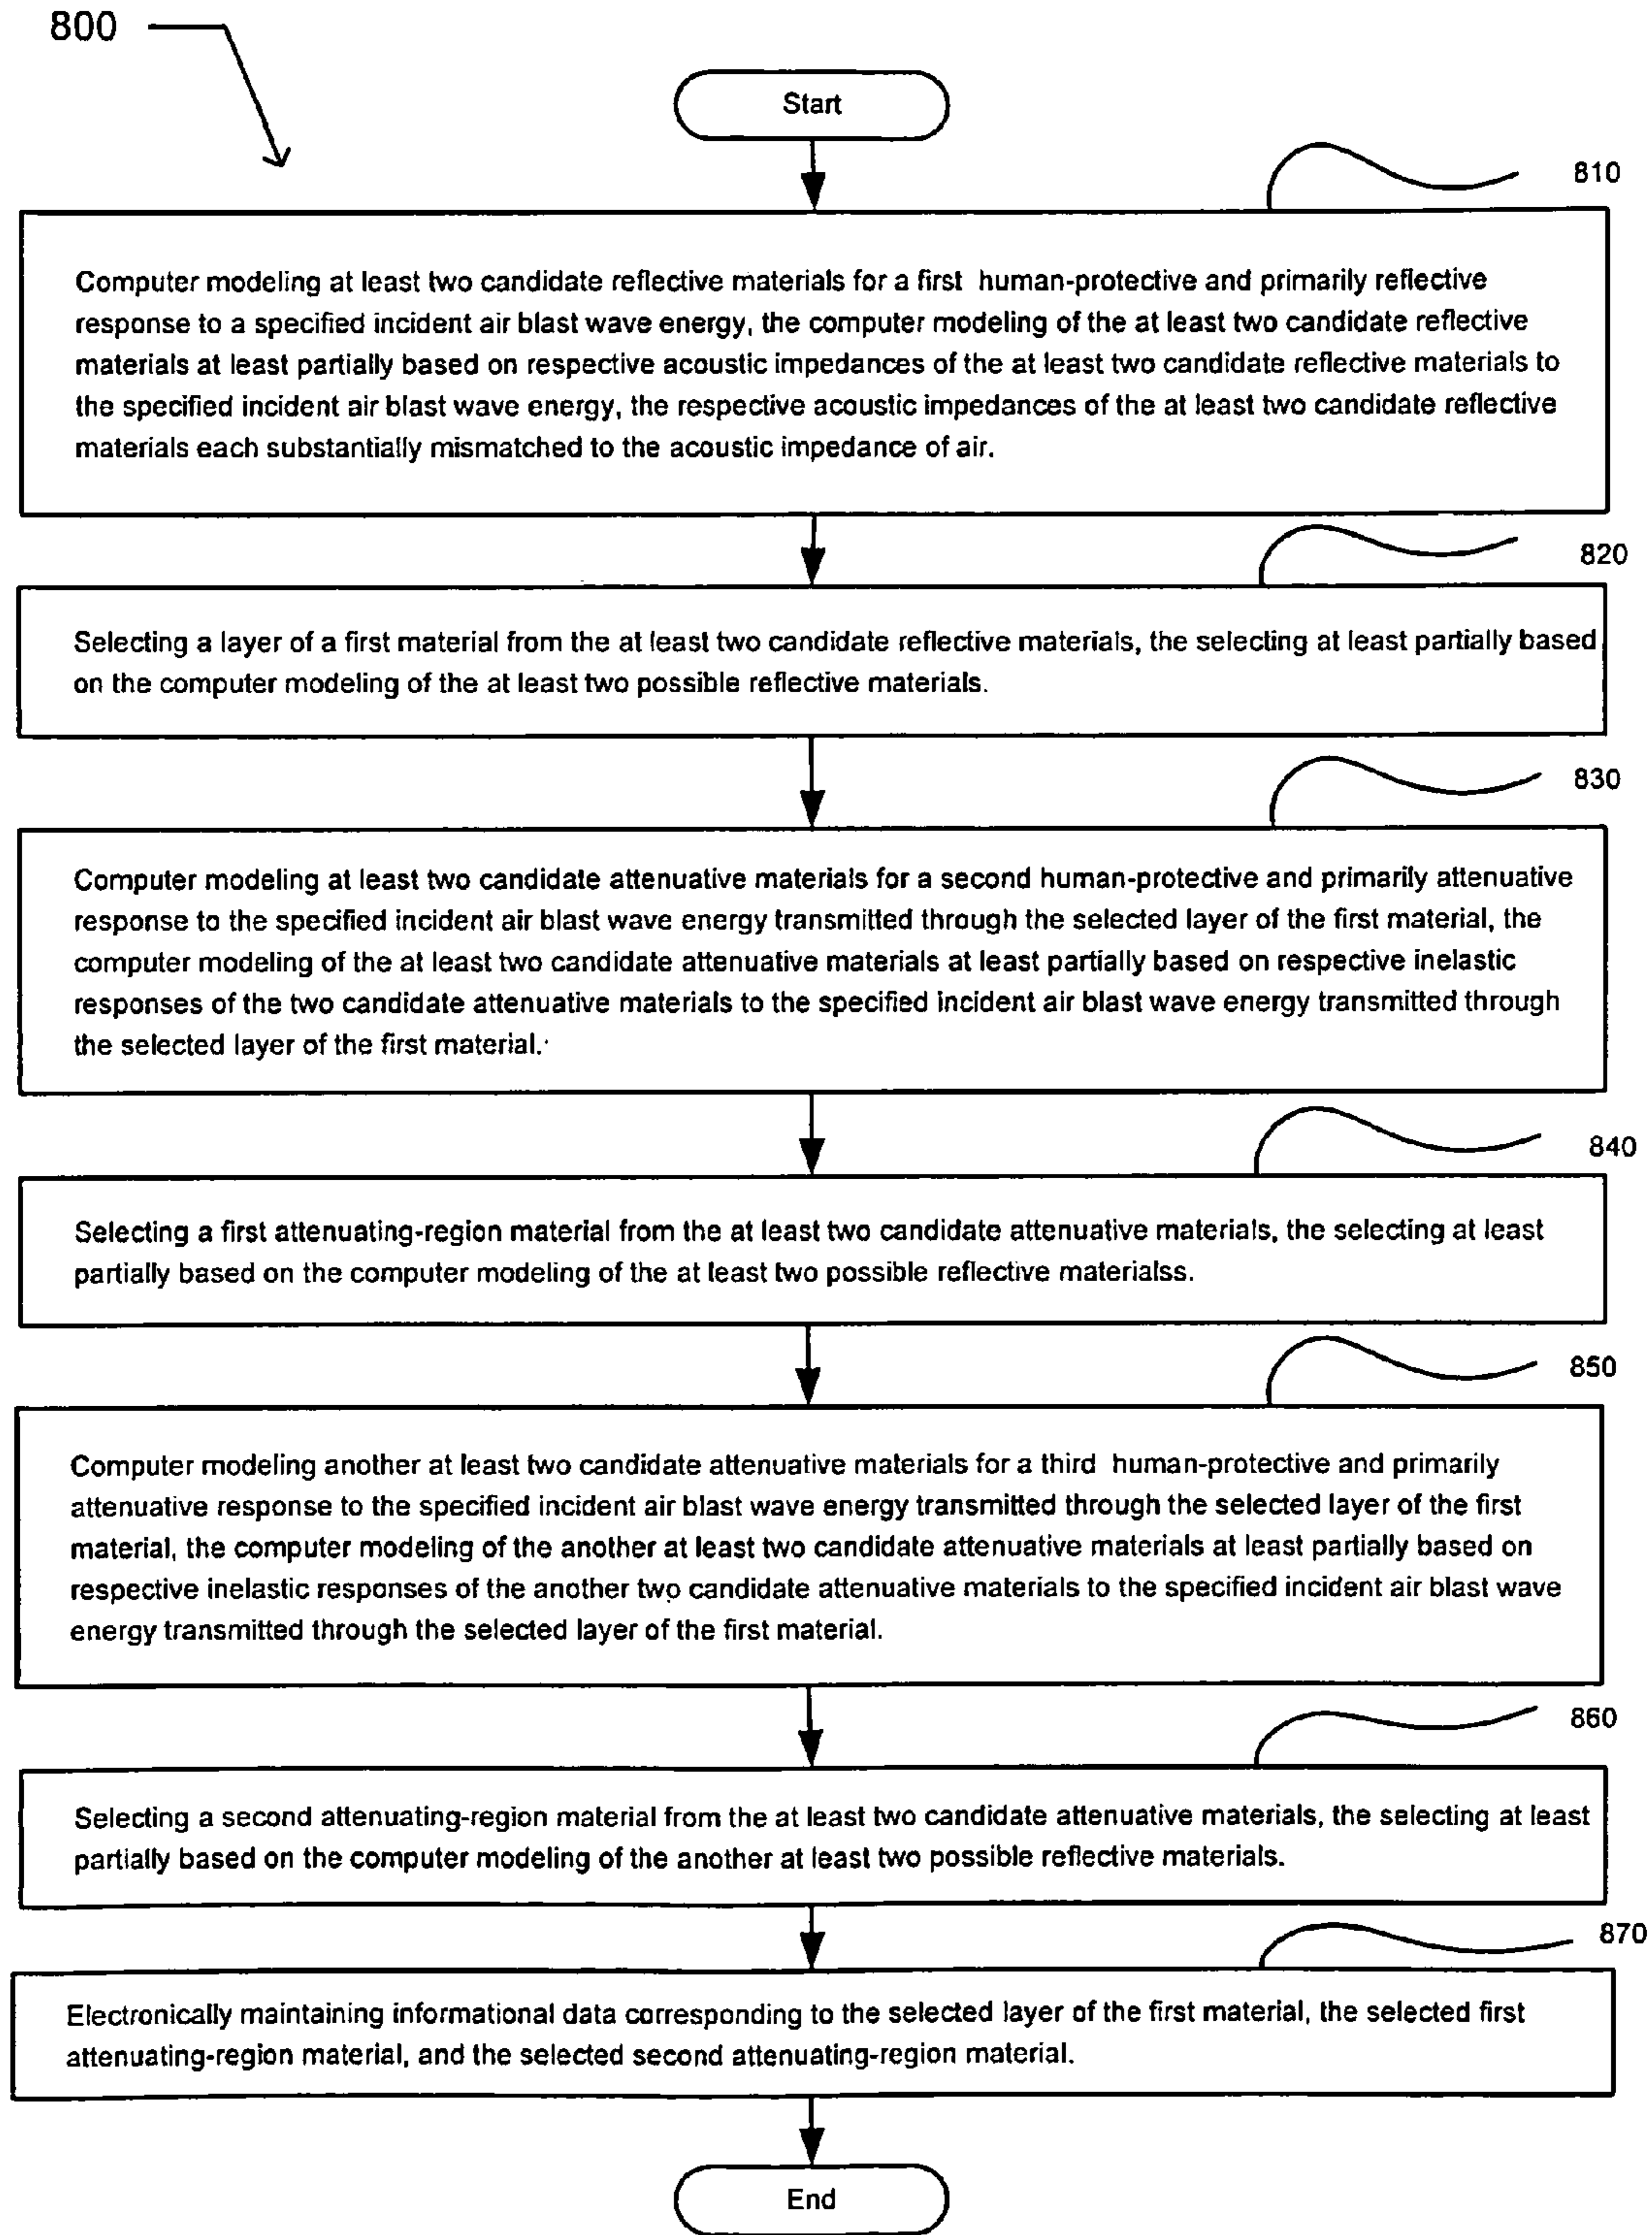 800
Start
810
Computer modeling at least two candidate reflective materials for a first human-protective and primarily reflective
response to a specified incident air blast wave energy, the computer modeling of the at least two candidate reflective
materials at least partially based on respective acoustic impedances of the at least two candidate reflective materials to
the specified incident air blast wave energy, the respective acoustic impedances of the at least two candidate reflective
materials each substantially mismatched to the acoustic impedance of air.
820
Selecting a layer of a first material from the at least two candidate reflective materials, the selecting at least partially based
on the computer modeling of the at least two possible reflective materials.
830
Computer modeling at least two candidate attenuative materials for a second human-protective and primarily attenuative
response to the specified incident air blast wave energy transmitted through the selected layer of the first material, the
computer modeling of the at least two candidate attenuative materials at least partially based on respective inelastic
responses of the two candidate attenuative materials to the specified incident air blast wave energy transmitted through
the selected layer of the first material.
840
Selecting a first attenuating-region material from the at least two candidate attenuative materials, the selecting at least
partially based on the computer modeling of the at least two possible reflective materialss.
850
Computer modeling another at least two candidate attenuative materials for a third human-protective and primarily
attenuative response to the specified incident air blast wave energy transmitted through the selected layer of the first
material, the computer modeling of the another at least two candidate attenuative materials at least partially based on
respective inelastic responses of the another two candidate attenuative materials to the specified incident air blast wave
energy transmitted through the selected layer of the first material.
860
Selecting a second attenuating-region material from the at least two candidate attenuative materials, the selecting at least
partially based on the computer modeling of the another at least two possible reflective materials.
870
Electronically maintaining informational data corresponding to the selected layer of the first material, the selected first
attenuating-region material, and the selected second attenuating-region material.
End